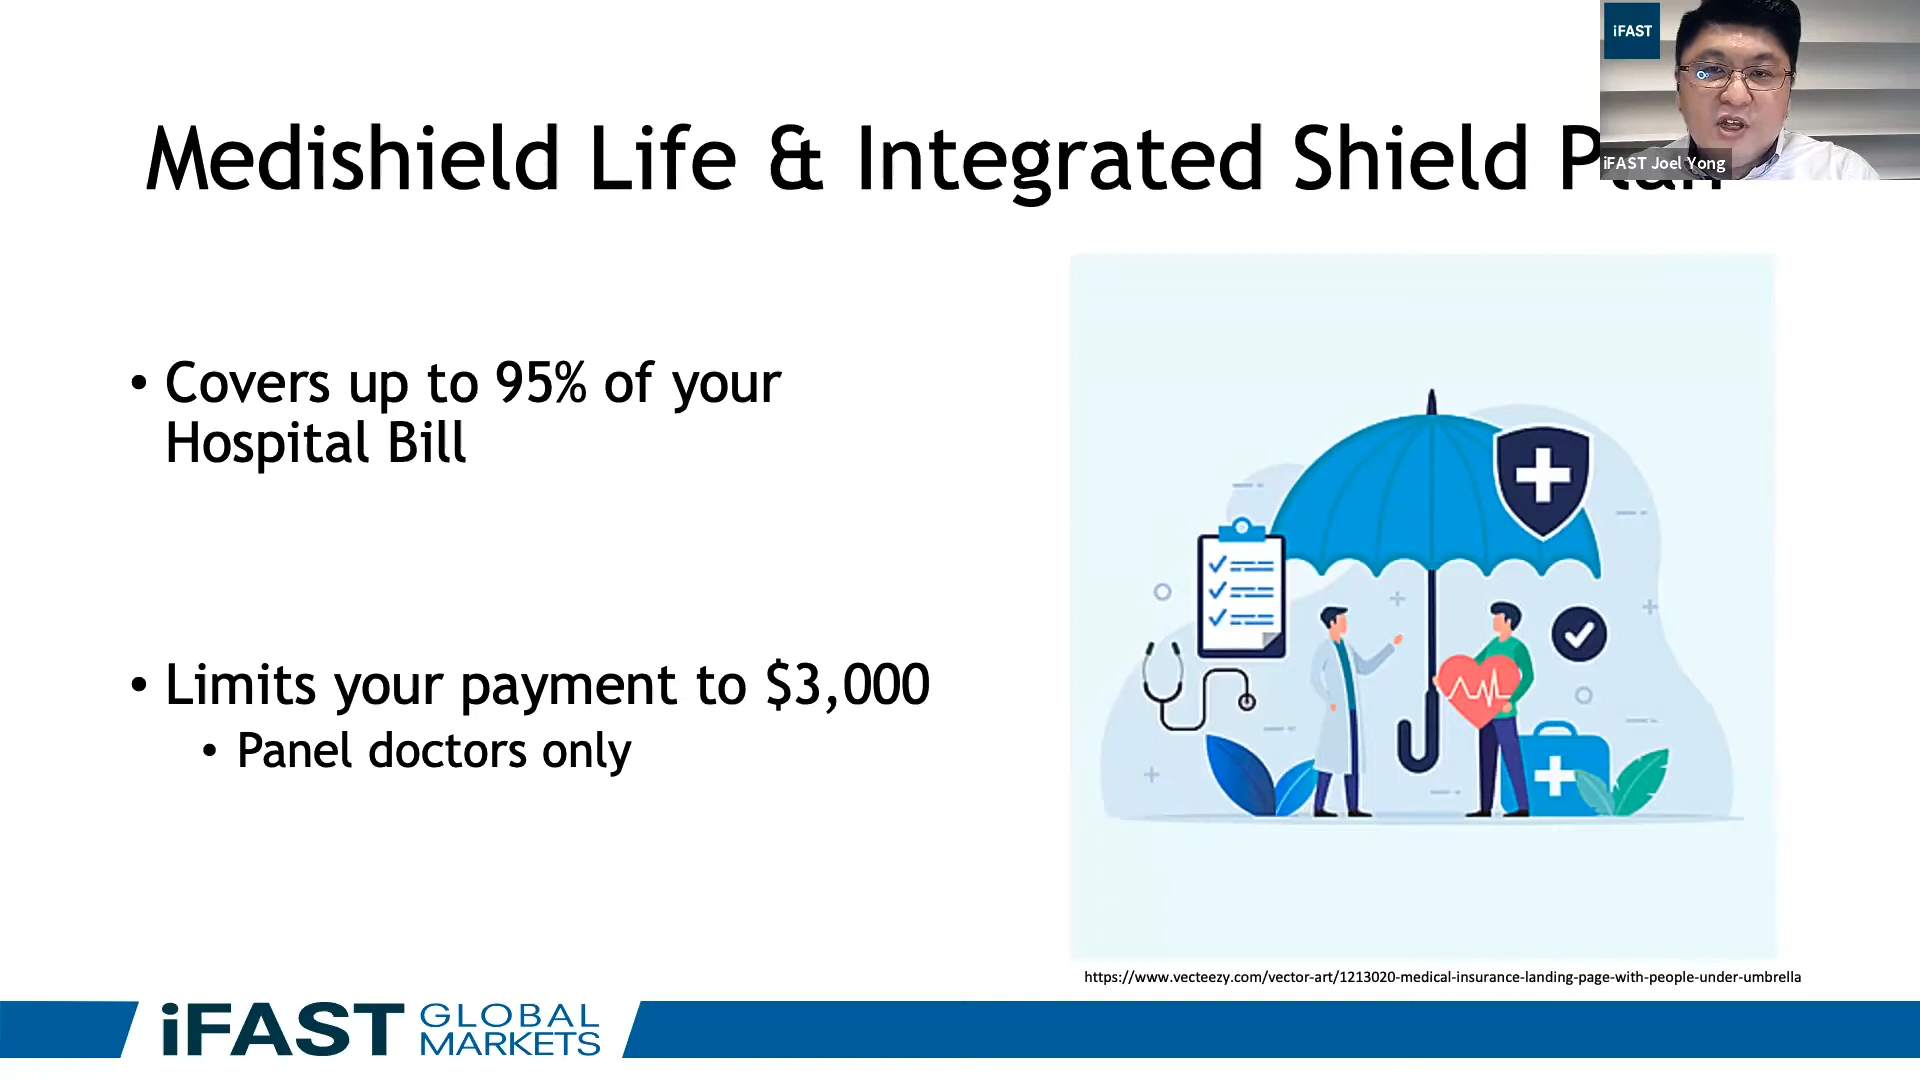 iFAST
iFAST Joel Yong
Medishield Life & Integrated Shield Plan
• Covers up to 95% of your
Hospital Bill
• Limits your payment to $3,000
• Panel doctors only
https://www.vecteezy.com/vector-art/1213020-medical-insurance-landing-page-with-people-under-umbrella
iFAST GLOBAL
MARKETS